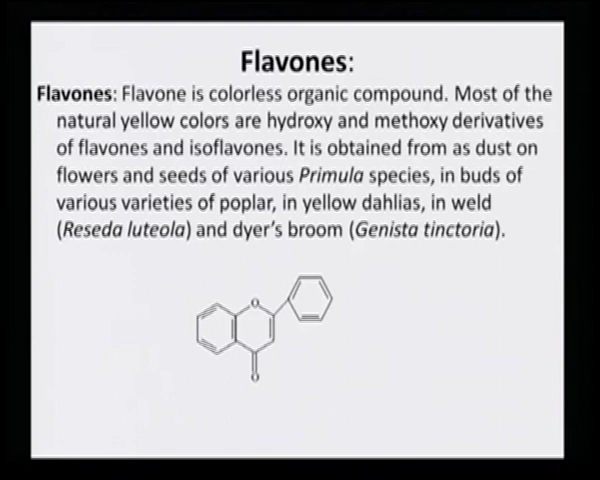 Flavones:
Flavones: Flavone is colorless organic compound. Most of the
natural yellow colors are hydroxy and methoxy derivatives
of flavones and isoflavones. It is obtained from as dust on
flowers and seeds of various Primula species, in buds of
various varieties of poplar, in yellow dahlias, in weld
(Reseda luteola) and dyer's broom (Genista tinctoria).
O
O